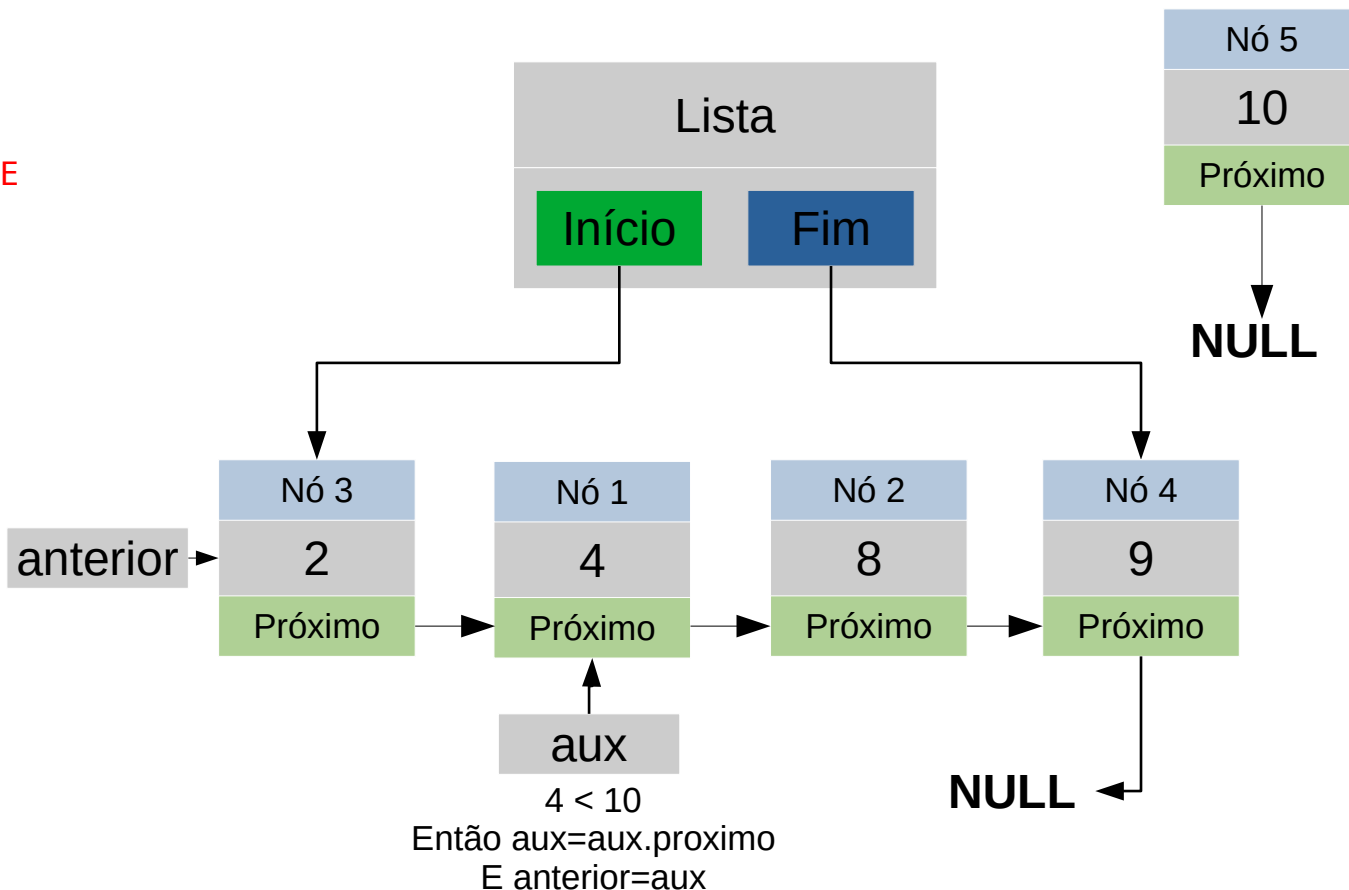 Nó 5
10
Próximo
NULL
Lista
Início
Fim
E
Nó 3
2
Próximo
Nó 1
4
Próximo
Nó 2
8
Próximo
Nó 4
9
Próximo
anterior
aux
4 < 10
Então aux=aux.proximo
E anterior=aux
NULL